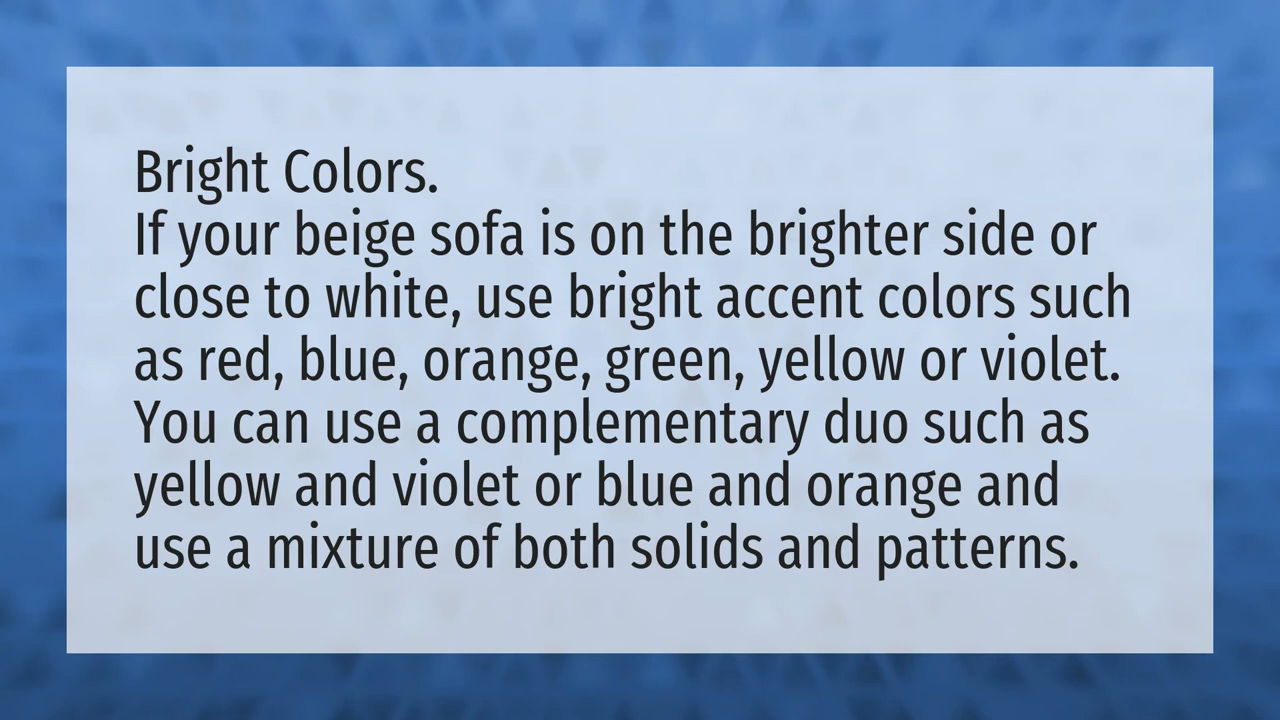 Bright Colors.
If your beige sofa is on the brighter side or
close to white, use bright accent colors such
as red, blue, orange, green, yellow or violet.
You can use a complementary duo such as
yellow and violet or blue and orange and
use a mixture of both solids and patterns.